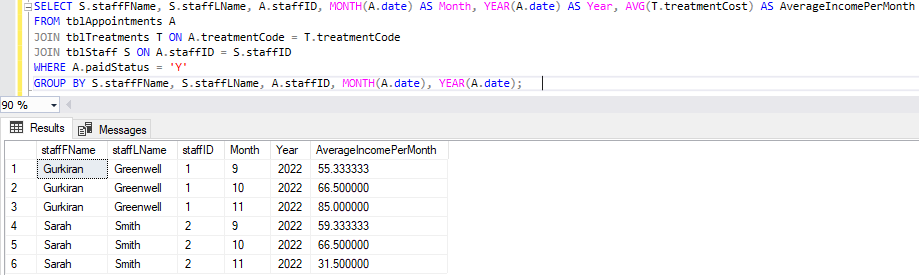 SELECT S.staffFName, S.staffLName, A.staffID, MONTH(A.date) AS Month, YEAR(A.date) AS Year, AVG(T.treatmentCost) AS AverageIncomePerMonth
FROM tblAppointments A
JOIN tblTreatments T ON A.treatmentCode = T.treatmentCode
JOIN tblStaff S ON A.staffID = S.staffID
WHERE A.paidStatus = 'Y'
GROUP BY S.staffFName, S.staffLName, A.staffID, MONTH(A.date), YEAR(A.date);
90 %
Results Messages
staffFName staffLName staffID Month Year AverageIncomePerMonth
1 Gurkiran Greenwell 1 9 2022 55.333333
2 Gurkiran Greenwell 1 10 2022 66.500000
3 Gurkiran Greenwell 1 11 2022 85.000000
4 Sarah Smith 2 9 2022 59.333333
5 Sarah Smith 2 10 2022 66.500000
6 Sarah Smith 2 11 2022 31.500000